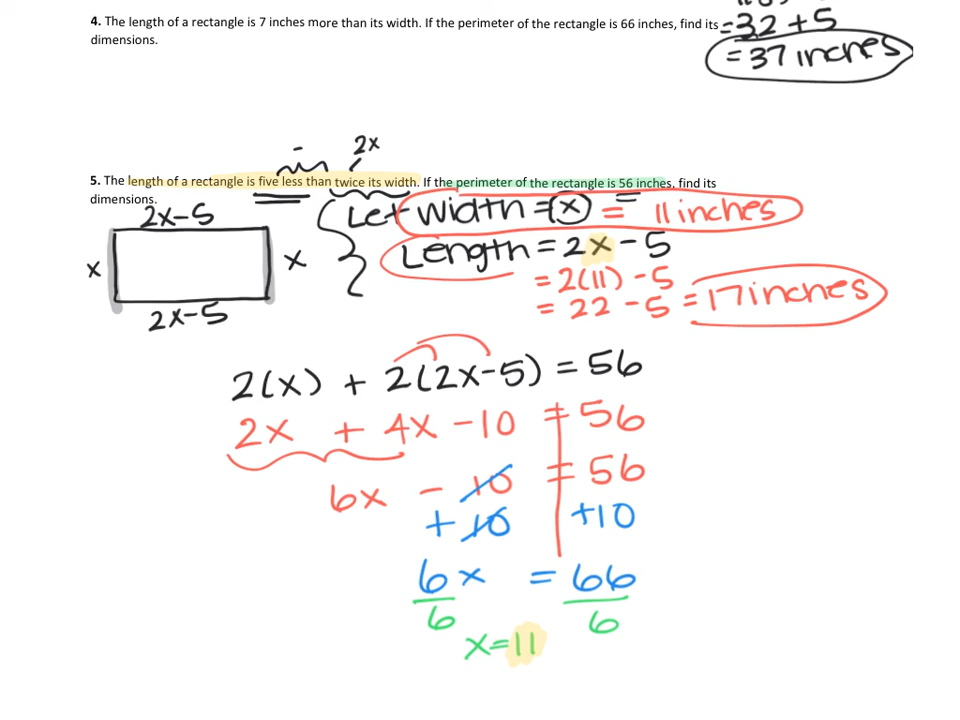 4. The length of a rectangle is 7 inches more than its width. If the perimeter of the rectangle is 66 inches, find its
dimensions.
= 32 + 5
= 37 inches
2x
5. The length of a rectangle is five less than twice its width. If the perimeter of the rectangle is 56 inches, find its
dimensions.
2x-5
x
x
2x-5
Let width = (x) = 11 inches
Length = 2x - 5
= 2(11) - 5
= 22 - 5 = 17 inches
2(x) + 2(2x-5) = 56
2x + 4x - 10 = 56
6x - 10 = 56
+ 10 +10
6x = 66
6 6
x = 11